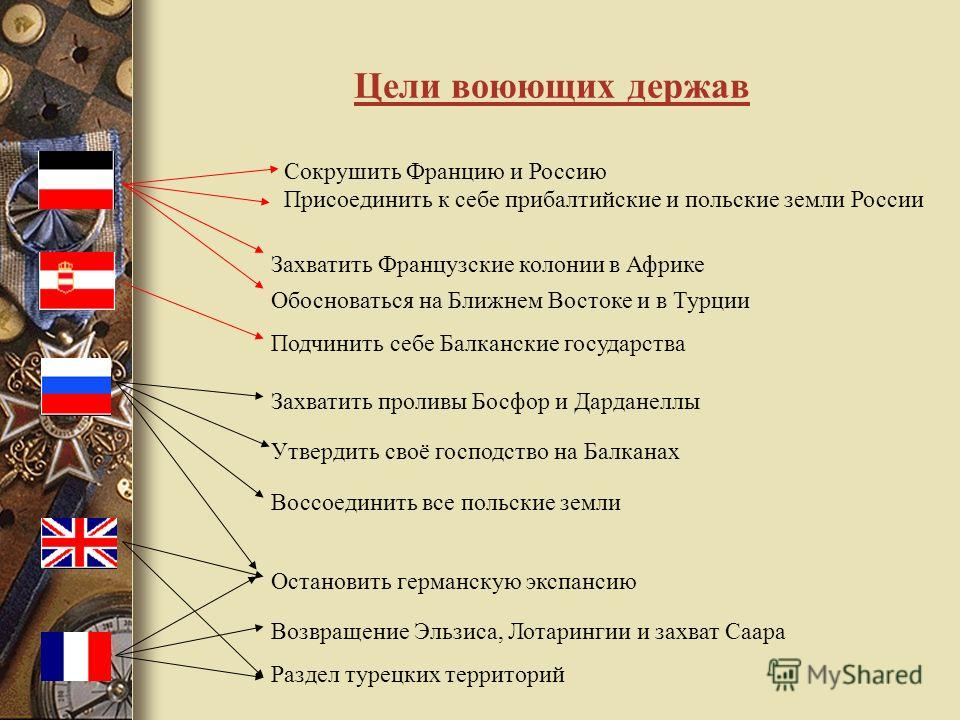 Цели воюющих держав
Сокрушить Францию и Россию
Присоединить к себе прибалтийские и польские земли России
Захватить Французские колонии в Африке
Обосноваться на Ближнем Востоке и в Турции
Подчинить себе Балканские государства
Захватить проливы Босфор и Дарданеллы
Утвердить своё господство на Балканах
Воссоединить все польские земли
Остановить германскую экспансию
Возвращение Эльзиса, Лотарингии и захват Саара
Раздел турецких территорий
MyShared